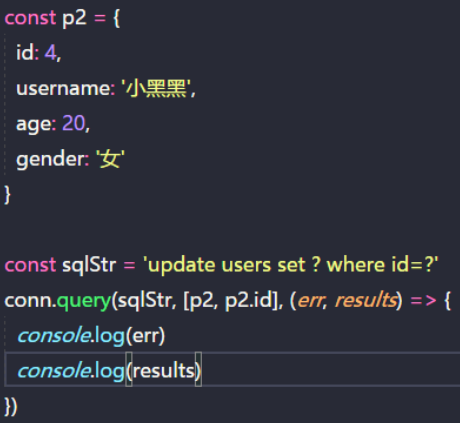 const p2 = {
id: 4,
username: '小黑黑',
age: 20,
gender: '女'
}
const sqlStr = 'update users set ? where id=?'
conn.query(sqlStr, [p2, p2.id], (err, results) => {
console.log(err)
console.log(results)
})